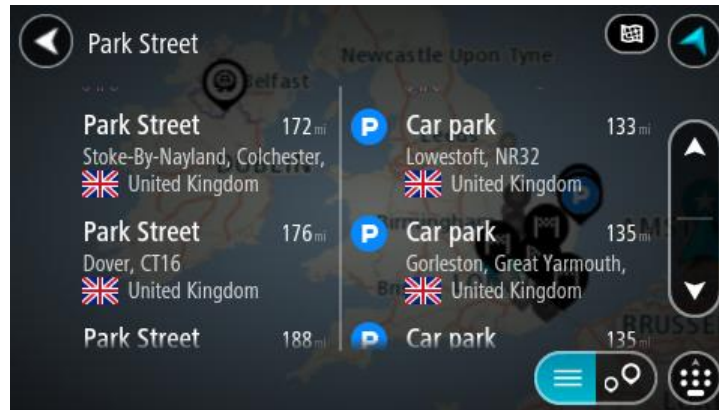 Park Street
Newcastle Upon Tyne
Belfast
Park Street 172 mi
Stoke-By-Nayland, Colchester,
United Kingdom
Park Street 176 mi
Dover, CT16
United Kingdom
Park Street 188 mi
P Car park 133 mi
Lowestoft, NR32
United Kingdom
P Car park 135 mi
Gorleston, Great Yarmouth,
United Kingdom
P Car park 135 mi
DUBLIN
Birmingham
P